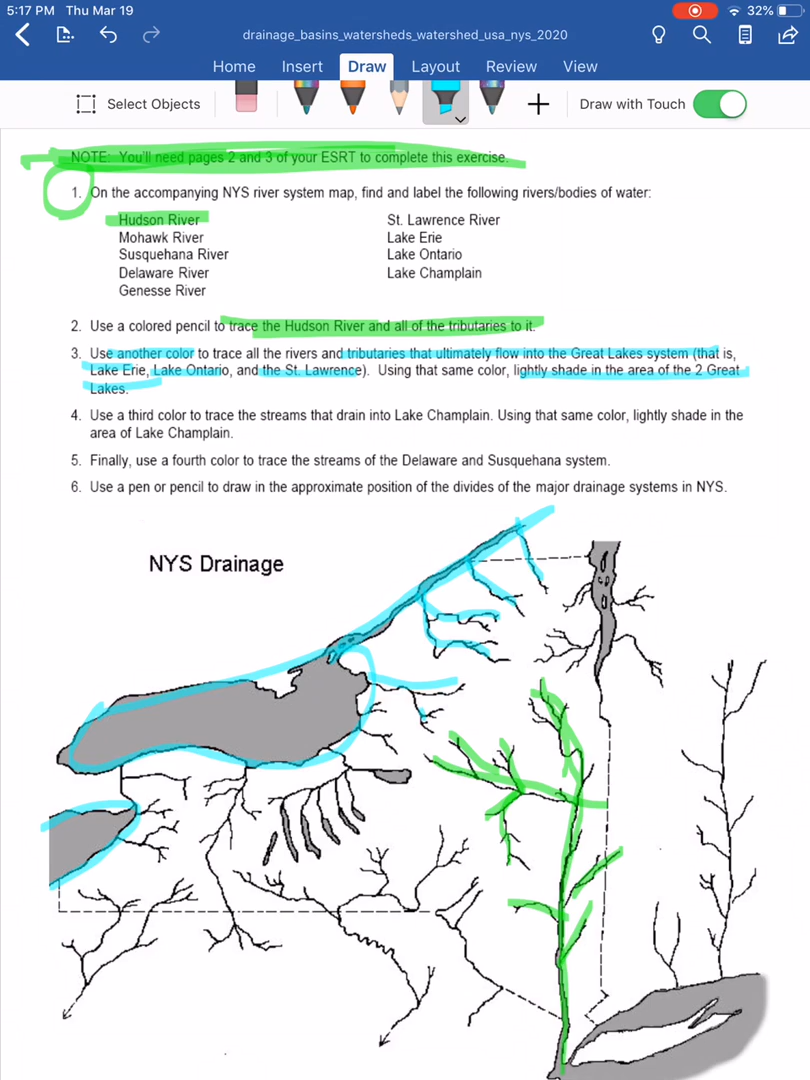 5:17 PM Thu Mar 19
32%
drainage_basins_watersheds_watershed_usa_nys_2020
Home Insert Draw Layout Review View
Select Objects
Draw with Touch
NOTE: You'll need pages 2 and 3 of your ESRT to complete this exercise.
1. On the accompanying NYS river system map, find and label the following rivers/bodies of water:
Hudson River
Mohawk River
Susquehana River
Delaware River
Genesse River
St. Lawrence River
Lake Erie
Lake Ontario
Lake Champlain
2. Use a colored pencil to trace the Hudson River and all of the tributaries to it.
3. Use another color to trace all the rivers and tributaries that ultimately flow into the Great Lakes system (that is,
Lake Erie, Lake Ontario, and the St. Lawrence). Using that same color, lightly shade in the area of the 2 Great
Lakes.
4. Use a third color to trace the streams that drain into Lake Champlain. Using that same color, lightly shade in the
area of Lake Champlain.
5. Finally, use a fourth color to trace the streams of the Delaware and Susquehana system.
6. Use a pen or pencil to draw in the approximate position of the divides of the major drainage systems in NYS.
NYS Drainage